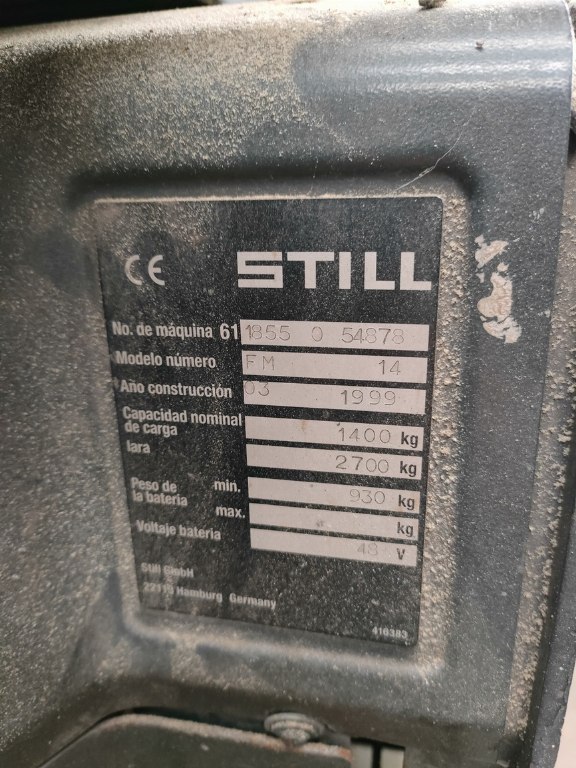 CE STILL
No. de máquina 61 1855 0 54878
Modelo número FM 14
Año construcción 03 1999
Capacidad nominal
de carga 1400 kg
Tara 2700 kg
Peso de
la batería min. 930 kg
max. kg
Voltaje batería 48 V
Still GmbH
Hamburg Germany